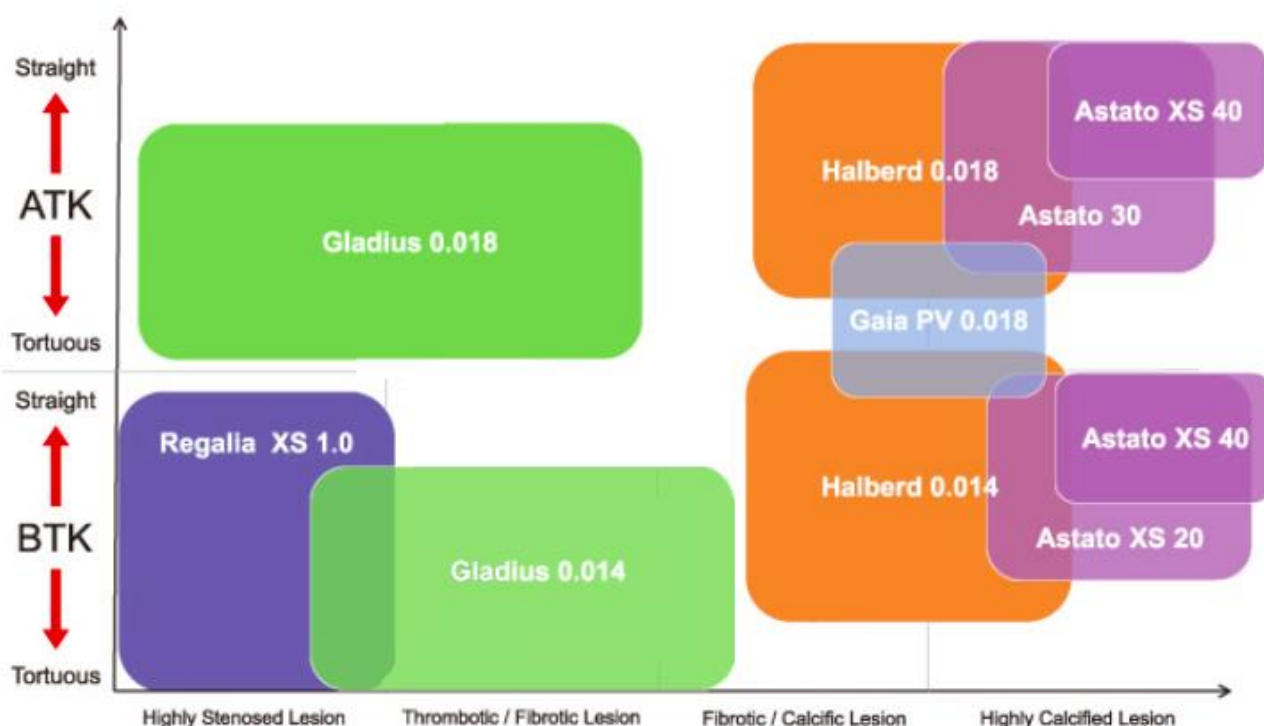 Straight
ATK
Tortuous
Straight
BTK
Tortuous
Gladius 0.018
Halberd 0.018
Astato XS 40
Astato 30
Gaia PV 0.018
Regalia XS 1.0
Gladius 0.014
Halberd 0.014
Astato XS 40
Astato XS 20
Highly Stenosed Lesion
Thrombotic / Fibrotic Lesion
Fibrotic / Calcific Lesion
Highly Calcified Lesion